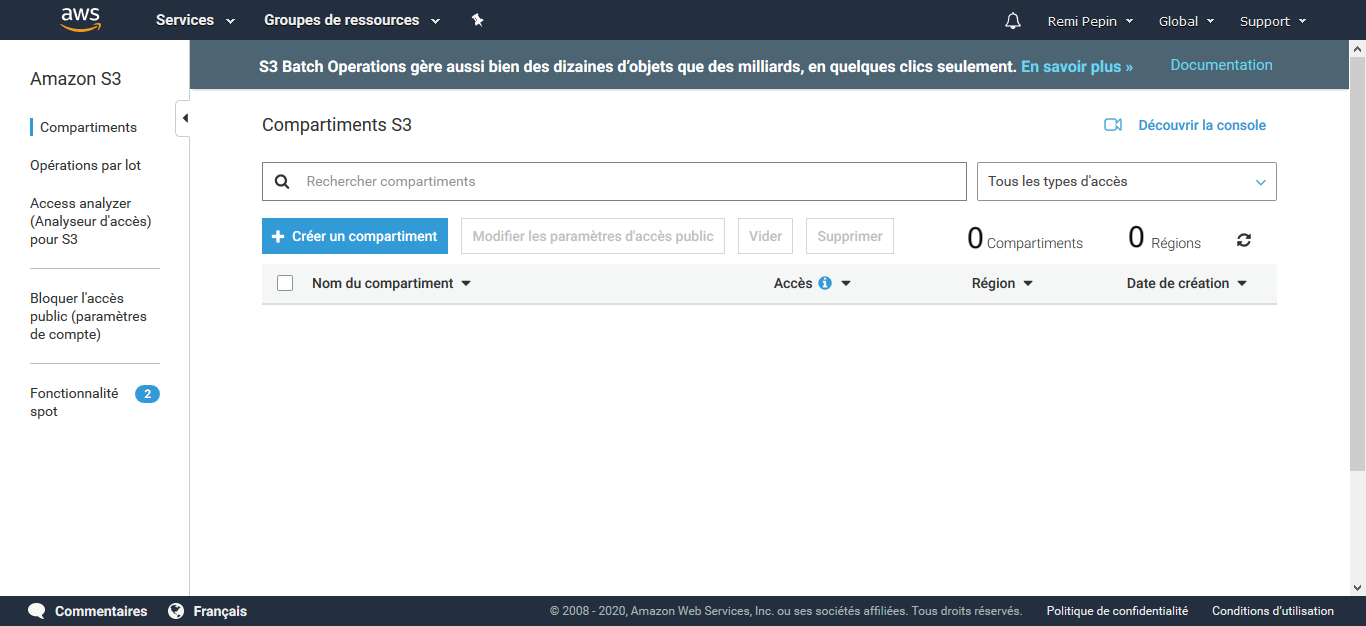 aws Services Groupes de ressources Remi Pepin Global Support
S3 Batch Operations gère aussi bien des dizaines d'objets que des milliards, en quelques clics seulement. En savoir plus » Documentation
Amazon S3
Compartiments
Opérations par lot
Access analyzer
(Analyseur d'accès)
pour S3
Bloquer l'accès
public (paramètres
de compte)
Fonctionnalité 2
spot
Compartiments S3 Découvrir la console
Rechercher compartiments Tous les types d'accès
Créer un compartiment Modifier les paramètres d'accès public Vider Supprimer 0 Compartiments 0 Régions
Nom du compartiment Accès Région Date de création
Commentaires Français © 2008 - 2020, Amazon Web Services, Inc. ou ses sociétés affiliées. Tous droits réservés. Politique de confidentialité Conditions d'utilisation